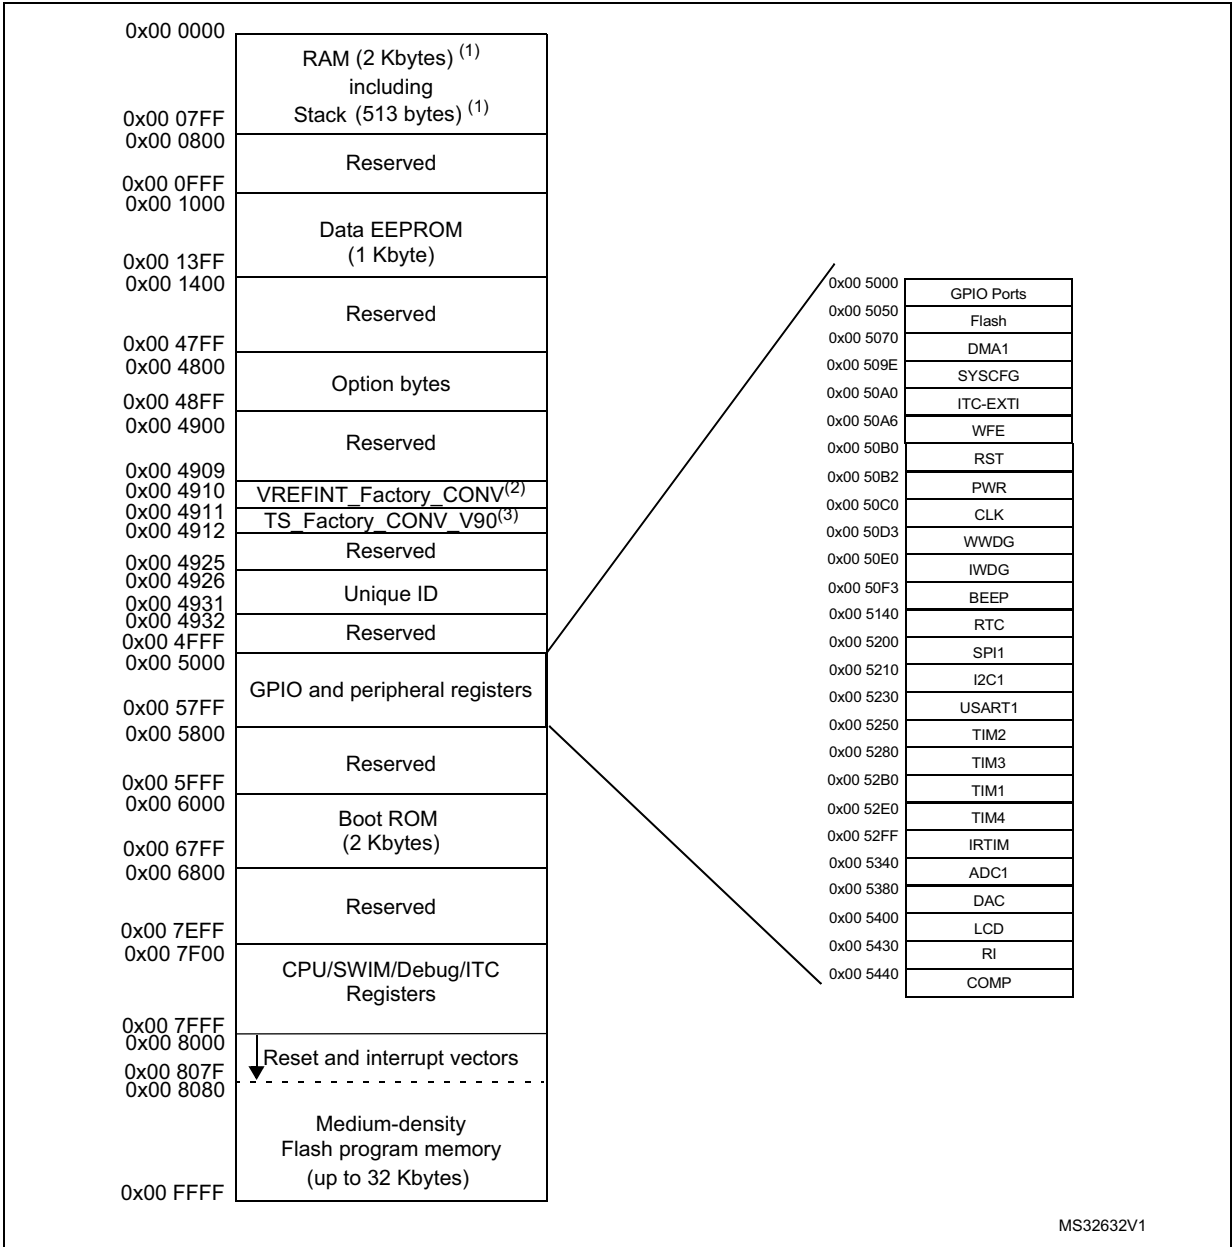 0x00 0000
RAM (2 Kbytes) (1)
including
Stack (513 bytes) (1)
0x00 07FF
0x00 0800
Reserved
0x00 0FFF
0x00 1000
Data EEPROM
(1 Kbyte)
0x00 13FF
0x00 1400
Reserved
0x00 47FF
0x00 4800
Option bytes
0x00 48FF
0x00 4900
Reserved
0x00 4909
0x00 4910
VREFINT_Factory_CONV(2)
0x00 4911
TS_Factory_CONV_V90(3)
0x00 4912
Reserved
0x00 4925
0x00 4926
Unique ID
0x00 4931
0x00 4932
Reserved
0x00 4FFF
0x00 5000
GPIO and peripheral registers
0x00 57FF
0x00 5800
Reserved
0x00 5FFF
0x00 6000
Boot ROM
(2 Kbytes)
0x00 67FF
0x00 6800
Reserved
0x00 7EFF
0x00 7F00
CPU/SWIM/Debug/ITC
Registers
0x00 7FFF
0x00 8000
Reset and interrupt vectors
0x00 807F
0x00 8080
Medium-density
Flash program memory
(up to 32 Kbytes)
0x00 FFFF
0x00 5000
GPIO Ports
0x00 5050
Flash
0x00 5070
DMA1
0x00 509E
SYSCFG
0x00 50A0
ITC-EXTI
0x00 50A6
WFE
0x00 50B0
RST
0x00 50B2
PWR
0x00 50C0
CLK
0x00 50D3
WWDG
0x00 50E0
IWDG
0x00 50F3
BEEP
0x00 5140
RTC
0x00 5200
SPI1
0x00 5210
I2C1
0x00 5230
USART1
0x00 5250
TIM2
0x00 5280
TIM3
0x00 52B0
TIM1
0x00 52E0
TIM4
0x00 52FF
IRTIM
0x00 5340
ADC1
0x00 5380
DAC
0x00 5400
LCD
0x00 5430
RI
0x00 5440
COMP
MS32632V1